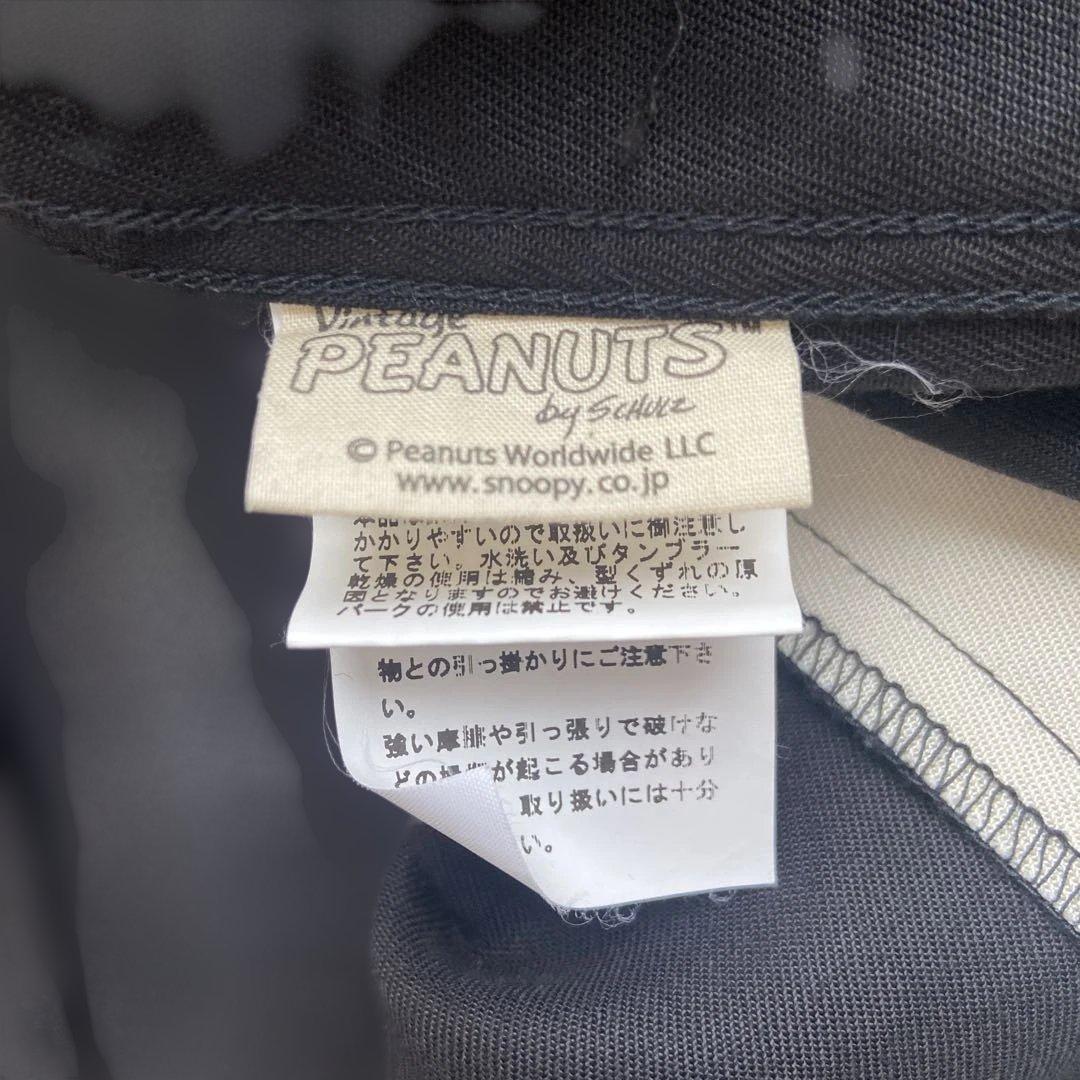 Vintage
PEANUTS™
by SCHULZ
© Peanuts Worldwide LLC
www.snoopy.co.jp
本品は
かかりやすいので取扱いに御注意し
て下さい。水洗い及びタンブラー
乾燥の使用は縮み、型くずれの原
因となりますのでお避けください。
パークの使用は禁止です。
物との引っ掛かりにご注意下さ
い。
強い摩擦や引っ張りで破けな
どの が起こる場合があり
取り扱いには十分
い。